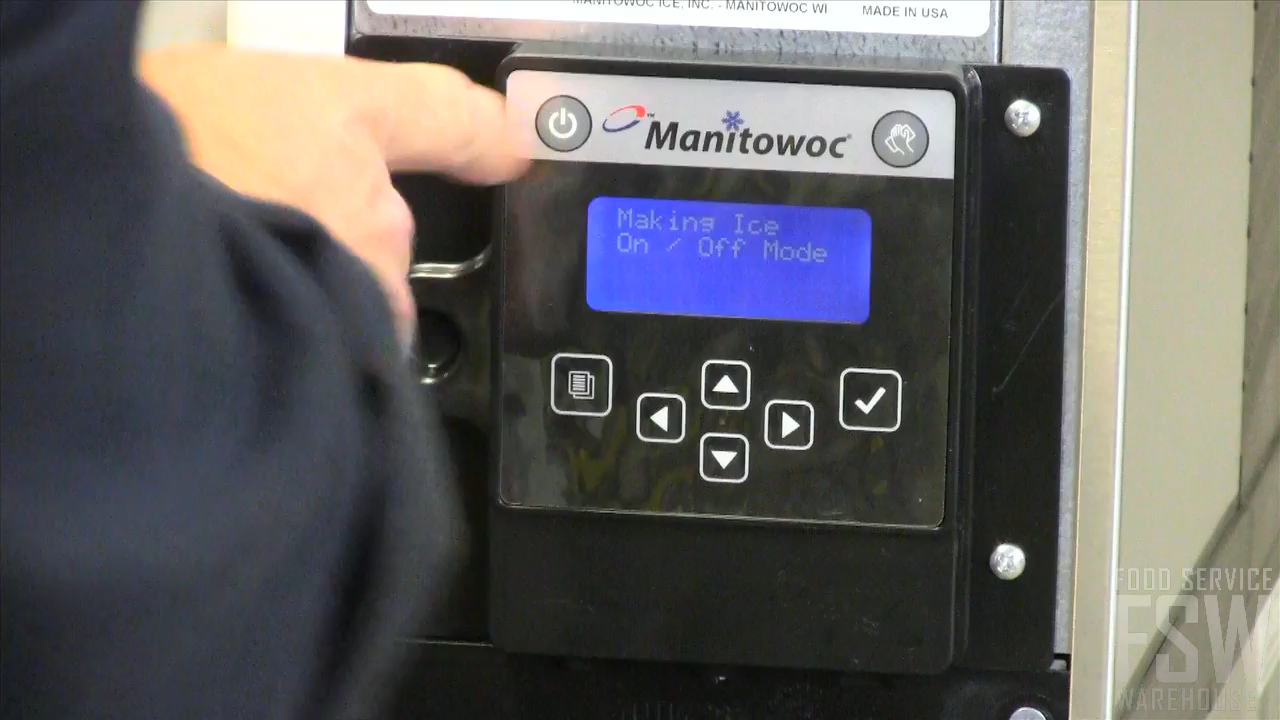 MANITOWOC ICE, INC. - MANITOWOC WI MADE IN USA
Manitowoc
Making Ice
On / Off Mode
FOOD SERVICE
FSW
WAREHOUSE